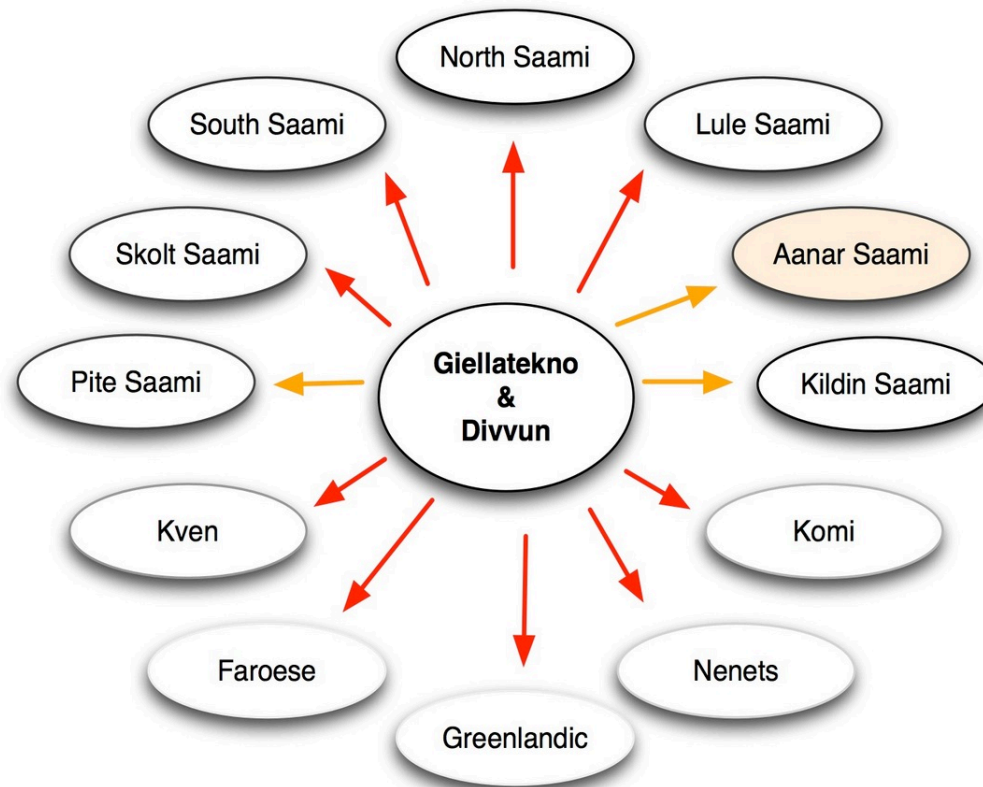 North Saami
South Saami
Lule Saami
Skolt Saami
Aanar Saami
Giellatekno
&
Divvun
Pite Saami
Kildin Saami
Kven
Komi
Faroese
Nenets
Greenlandic